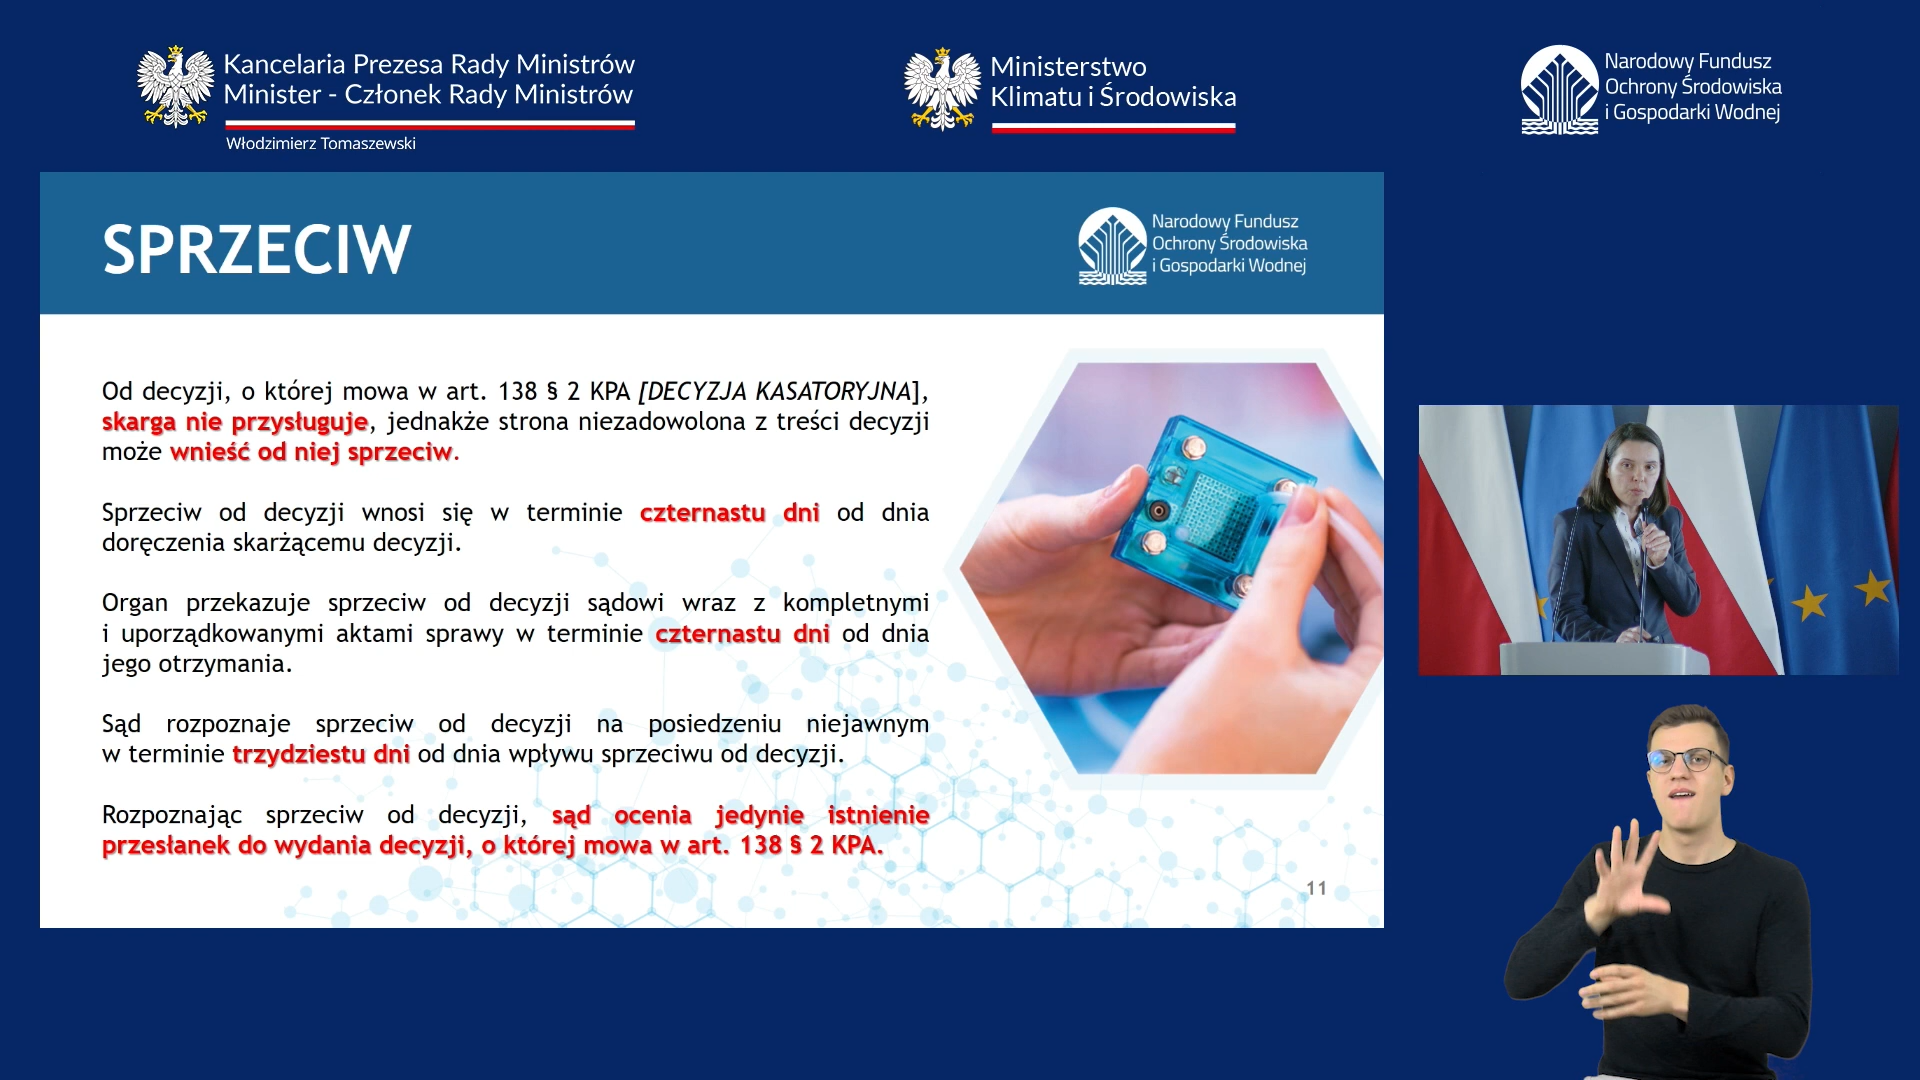 Kancelaria Prezesa Rady Ministrów
Minister - Członek Rady Ministrów
Włodzimierz Tomaszewski
Ministerstwo
Klimatu i Środowiska
Narodowy Fundusz
Ochrony Środowiska
i Gospodarki Wodnej
SPRZECIW
Narodowy Fundusz
Ochrony Środowiska
i Gospodarki Wodnej
Od decyzji, o której mowa w art. 138 § 2 KPA [DECYZJA KASATORYJNA],
skarga nie przysługuje, jednakże strona niezadowolona z treści decyzji
może wnieść od niej sprzeciw.
Sprzeciw od decyzji wnosi się w terminie czternastu dni od dnia
doręczenia skarżącemu decyzji.
Organ przekazuje sprzeciw od decyzji sądowi wraz z kompletnymi
i uporządkowanymi aktami sprawy w terminie czternastu dni od dnia
jego otrzymania.
Sąd rozpoznaje sprzeciw od decyzji na posiedzeniu niejawnym
w terminie trzydziestu dni od dnia wpływu sprzeciwu od decyzji.
Rozpoznając sprzeciw od decyzji, sąd ocenia jedynie istnienie
przesłanek do wydania decyzji, o której mowa w art. 138 § 2 KPA.
11